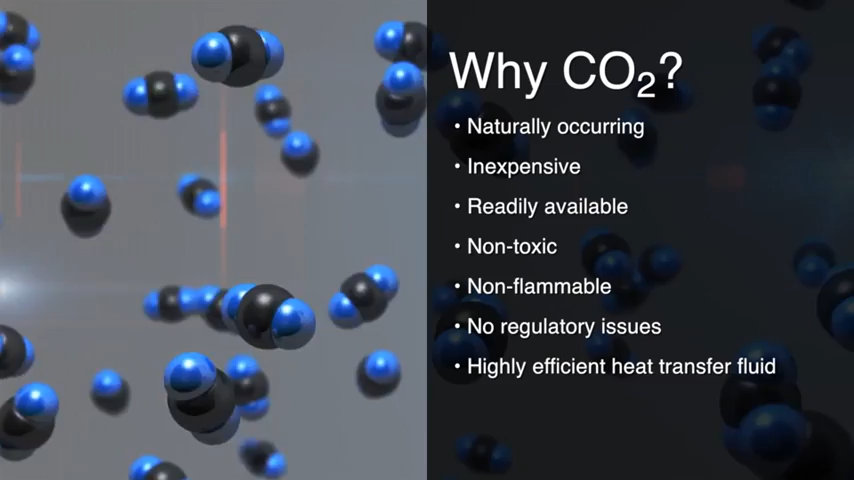 Why CO₂?
• Naturally occurring
• Inexpensive
• Readily available
• Non-toxic
• Non-flammable
• No regulatory issues
• Highly efficient heat transfer fluid